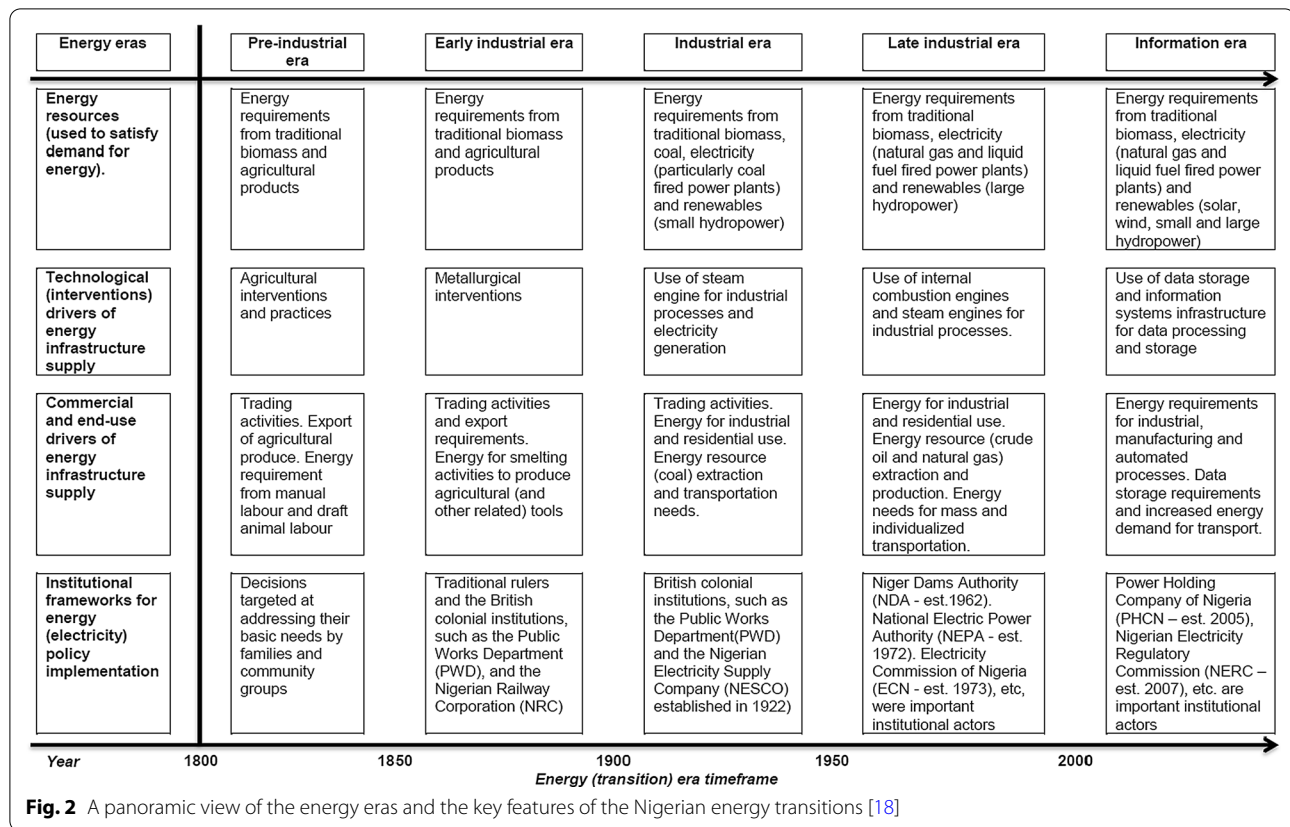 Energy eras
Pre-industrial
era
Early industrial era
Industrial era
Late industrial era
Information era
Energy
resources
(used to satisfy
demand for
energy).
Energy
requirements
from traditional
biomass and
agricultural
products
Energy
requirements from
traditional biomass
and agricultural
products
Energy
requirements from
traditional biomass,
coal, electricity
(particularly coal
fired power plants)
and renewables
(small hydropower)
Energy requirements
from traditional
biomass, electricity
(natural gas and liquid
fuel fired power plants)
and renewables (large
hydropower)
Energy requirements
from traditional
biomass, electricity
(natural gas and
liquid fuel fired power
plants) and
renewables (solar,
wind, small and large
hydropower)
Technological
(interventions)
drivers of
energy
infrastructure
supply
Agricultural
interventions
and practices
Metallurgical
interventions
Use of steam
engine for industrial
processes and
electricity
generation
Use of internal
combustion engines
and steam engines for
industrial processes.
Use of data storage
and information
systems infrastructure
for data processing
and storage
Commercial
and end-use
drivers of
energy
infrastructure
supply
Trading
activities. Export
of agricultural
produce. Energy
requirement
from manual
labour and draft
animal labour
Trading activities
and export
requirements.
Energy for smelting
activities to produce
agricultural (and
other related) tools
Trading activities.
Energy for industrial
and residential use.
Energy resource
(coal) extraction
and transportation
needs.
Energy for industrial
and residential use.
Energy resource (crude
oil and natural gas)
extraction and
production. Energy
needs for mass and
individualized
transportation.
Energy requirements
for industrial,
manufacturing and
automated
processes. Data
storage requirements
and increased energy
demand for transport.
Institutional
frameworks for
energy
(electricity)
policy
implementation
Decisions
targeted at
addressing their
basic needs by
families and
community
groups
Traditional rulers
and the British
colonial institutions,
such as the Public
Works Department
(PWD), and the
Nigerian Railway
Corporation (NRC)
British colonial
institutions, such as
the Public Works
Department(PWD)
and the Nigerian
Electricity Supply
Company (NESCO)
established in 1922)
Niger Dams Authority
(NDA - est.1962).
National Electric Power
Authority (NEPA - est.
1972). Electricity
Commission of Nigeria
(ECN - est. 1973), etc,
were important
institutional actors
Power Holding
Company of Nigeria
(PHCN – est. 2005),
Nigerian Electricity
Regulatory
Commission (NERC –
est. 2007), etc. are
important institutional
actors
Year 1800 1850 1900 1950 2000
Energy (transition) era timeframe
Fig. 2 A panoramic view of the energy eras and the key features of the Nigerian energy transitions [18]